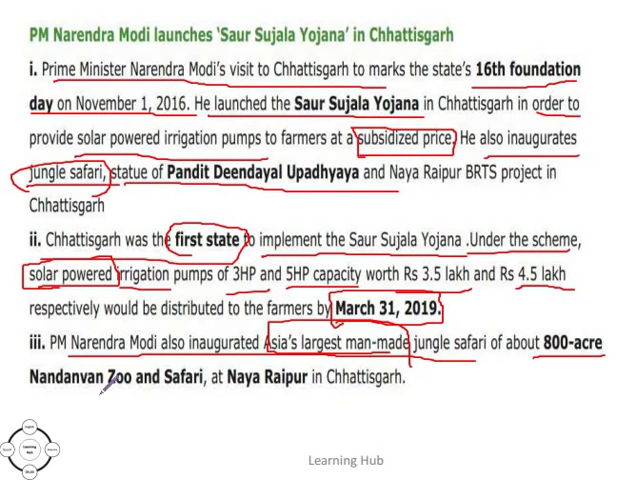 PM Narendra Modi launches ‘Saur Sujala Yojana’ in Chhattisgarh
i. Prime Minister Narendra Modi’s visit to Chhattisgarh to marks the state’s 16th foundation
day on November 1, 2016. He launched the Saur Sujala Yojana in Chhattisgarh in order to
provide solar powered irrigation pumps to farmers at a subsidized price. He also inaugurates
jungle safari, statue of Pandit Deendayal Upadhyaya and Naya Raipur BRTS project in
Chhattisgarh
ii. Chhattisgarh was the first state to implement the Saur Sujala Yojana .Under the scheme,
solar powered irrigation pumps of 3HP and 5HP capacity worth Rs 3.5 lakh and Rs 4.5 lakh
respectively would be distributed to the farmers by March 31, 2019.
iii. PM Narendra Modi also inaugurated Asia’s largest man-made jungle safari of about 800-acre
Nandanvan Zoo and Safari, at Naya Raipur in Chhattisgarh.
Learning
Hub
Learning Hub